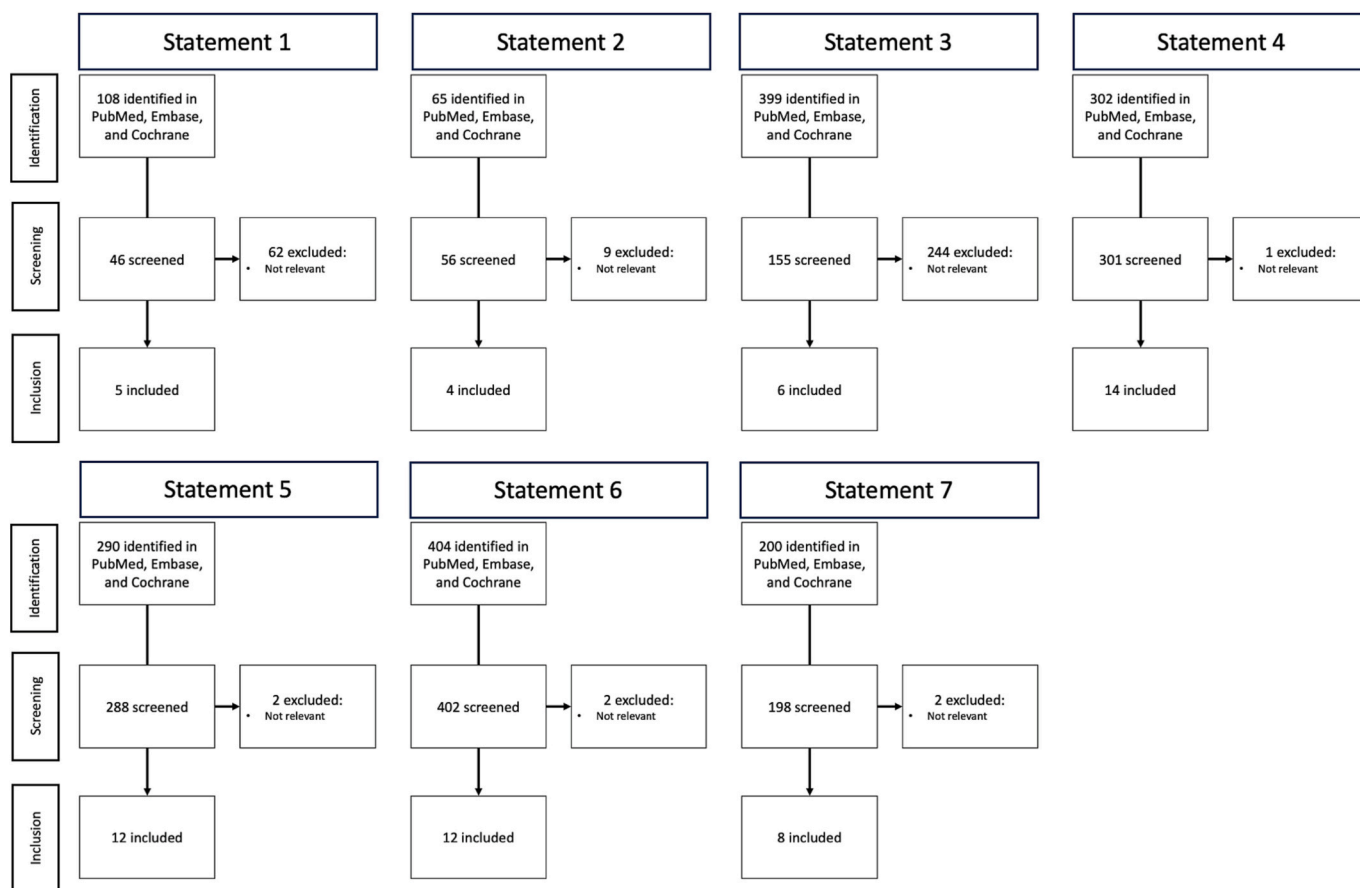 Statement 1
Statement 2
Statement 3
Statement 4
Identification
108 identified in
PubMed, Embase,
and Cochrane
65 identified in
PubMed, Embase,
and Cochrane
399 identified in
PubMed, Embase,
and Cochrane
302 identified in
PubMed, Embase,
and Cochrane
Screening
46 screened
62 excluded:
• Not relevant
56 screened
9 excluded:
• Not relevant
155 screened
244 excluded:
• Not relevant
301 screened
1 excluded:
• Not relevant
Inclusion
5 included
4 included
6 included
14 included
Statement 5
Statement 6
Statement 7
Identification
290 identified in
PubMed, Embase,
and Cochrane
404 identified in
PubMed, Embase,
and Cochrane
200 identified in
PubMed, Embase,
and Cochrane
Screening
288 screened
2 excluded:
• Not relevant
402 screened
2 excluded:
• Not relevant
198 screened
2 excluded:
• Not relevant
Inclusion
12 included
12 included
8 included